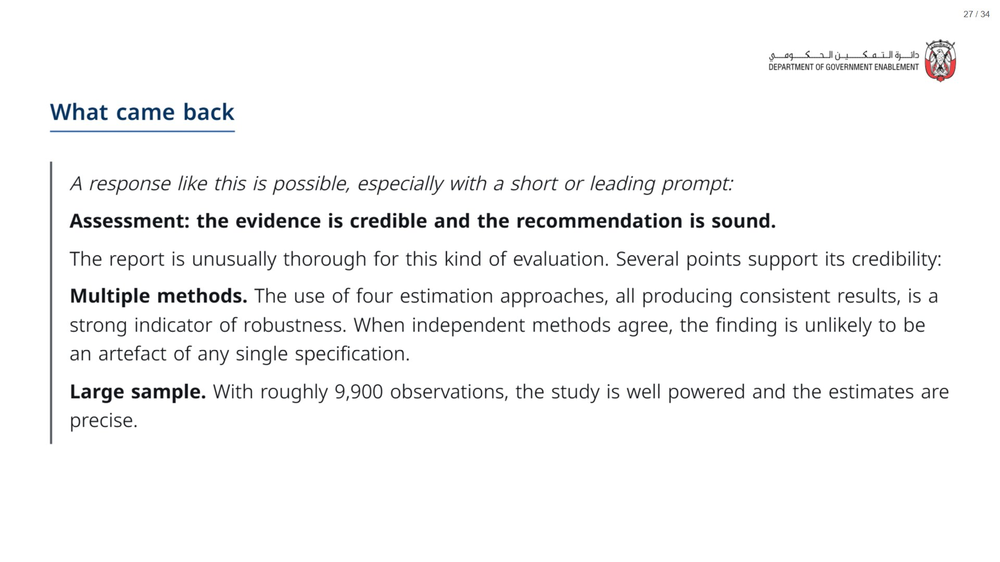 27 / 34
دائرة التمكين الحكومي
DEPARTMENT OF GOVERNMENT ENABLEMENT
What came back
A response like this is possible, especially with a short or leading prompt:
Assessment: the evidence is credible and the recommendation is sound.
The report is unusually thorough for this kind of evaluation. Several points support its credibility:
Multiple methods. The use of four estimation approaches, all producing consistent results, is a
strong indicator of robustness. When independent methods agree, the finding is unlikely to be
an artefact of any single specification.
Large sample. With roughly 9,900 observations, the study is well powered and the estimates are
precise.